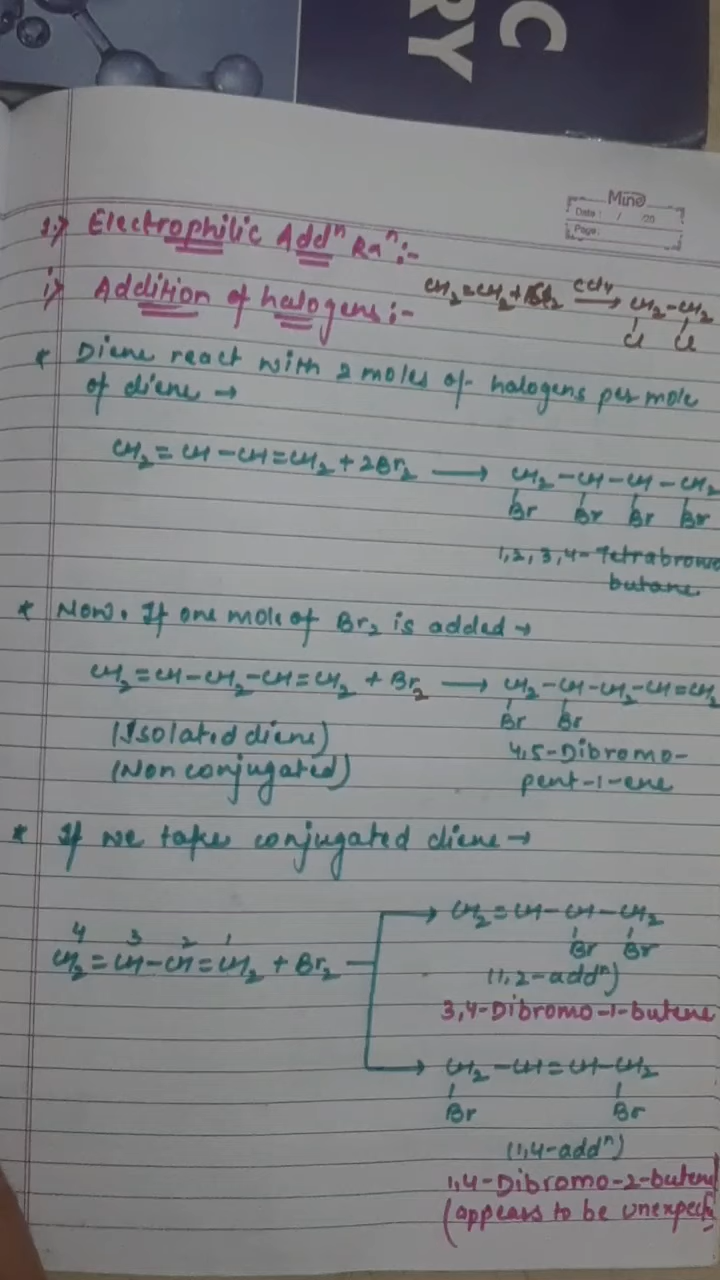 C
RY
Mino
Date : / /20
Page:
1.) Electrophilic Addⁿ Rxⁿ:-
i) Addition of halogens:-
CH₂=CH₂ + Cl₂ CCl₄ → CH₂-CH₂
Cl Cl
* Diene react with 2 moles of halogens per mole
of diene →
CH₂=CH-CH=CH₂ + 2Br₂ → CH₂-CH-CH-CH₂
Br Br Br Br
1,2,3,4-Tetrabromo
butane
* Now. If one mole of Br₂ is added →
CH₂=CH-CH₂-CH=CH₂ + Br₂ → CH₂-CH-CH₂-CH=CH₂
Br Br
(Isolated diene)
(Non conjugated)
4,5-Dibromo-
pent-1-ene
* If we take conjugated diene →
CH₂=CH-CH-CH₂
Br Br
4 3 2 1
CH₂=CH-CH=CH₂ + Br₂
(1,2-addⁿ)
3,4-Dibromo-1-butene
CH₂-CH=CH-CH₂
Br Br
(1,4-addⁿ)
1,4-Dibromo-2-butene
(appears to be unexpec